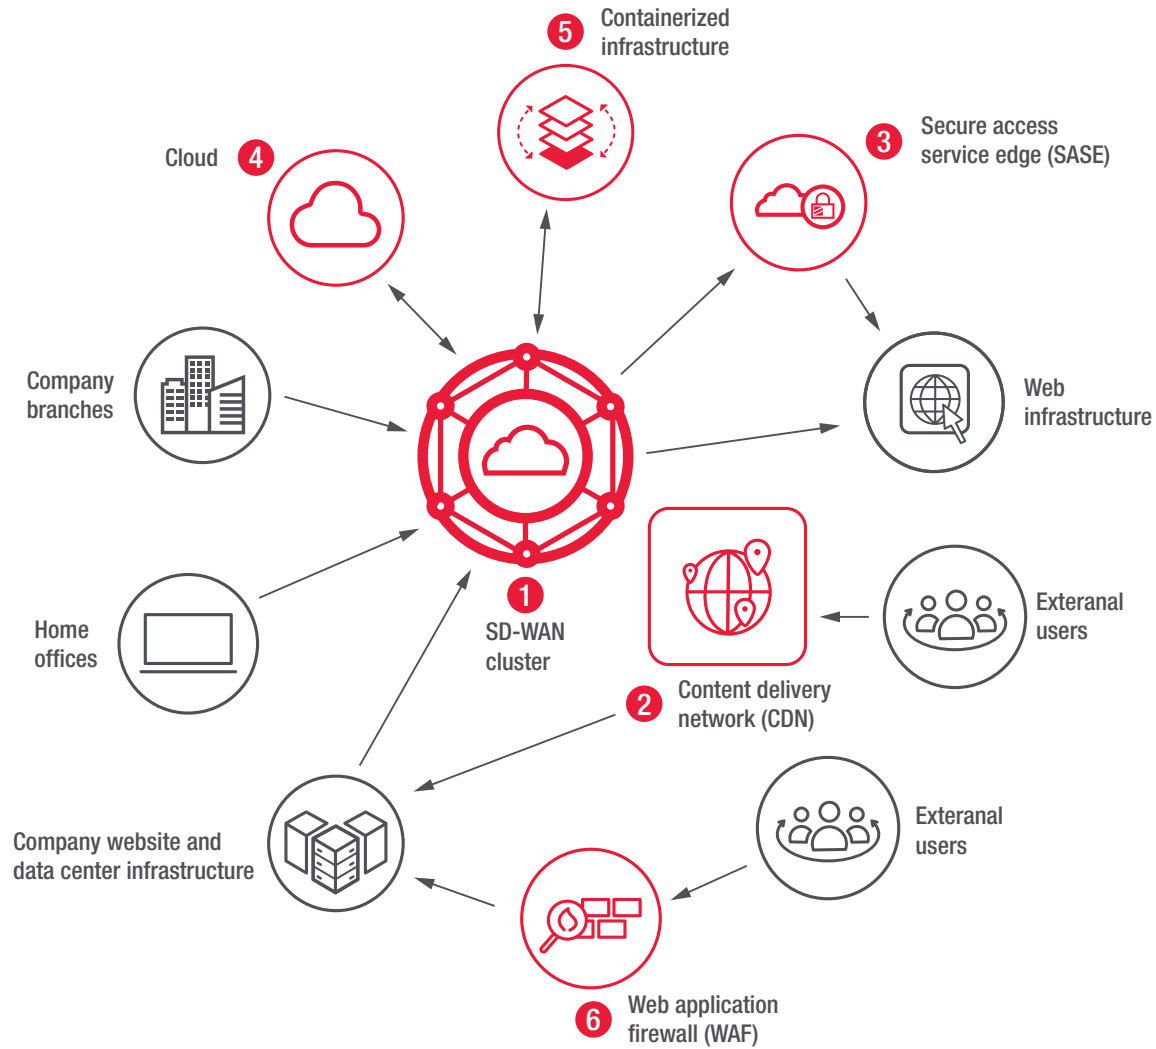 5
Containerized
infrastructure
Cloud
4
3
Secure access
service edge (SASE)
Company
branches
Web
infrastructure
1
SD-WAN
cluster
Home
offices
Exteranal
users
2
Content delivery
network (CDN)
Company website and
data center infrastructure
Exteranal
users
6
Web application
firewall (WAF)